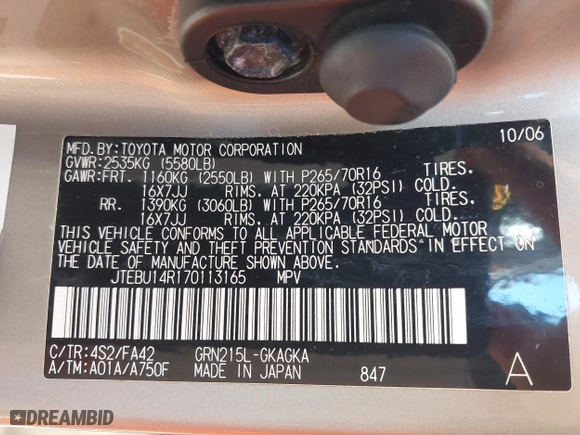 MFD.BY:TOYOTA MOTOR CORPORATION 10/06
GVWR:2535KG (5580LB)
GAWR:FRT. 1160KG (2550LB) WITH P265/70R16 TIRES.
16X7JJ RIMS. AT 220KPA (32PSI) COLD.
RR. 1390KG (3060LB) WITH P265/70R16 TIRES.
16X7JJ RIMS. AT 220KPA (32PSI) COLD.
THIS VEHICLE CONFORMS TO ALL APPLICABLE FEDERAL MOTOR
VEHICLE SAFETY AND THEFT PREVENTION STANDARDS IN EFFECT ON
THE DATE OF MANUFACTURE SHOWN ABOVE.
JTEBU14R170113165 MPV
C/TR:4S2/FA42 GRN215L-GKAGKA
A/TM:A01A/A750F MADE IN JAPAN 847 A
DREAMBID